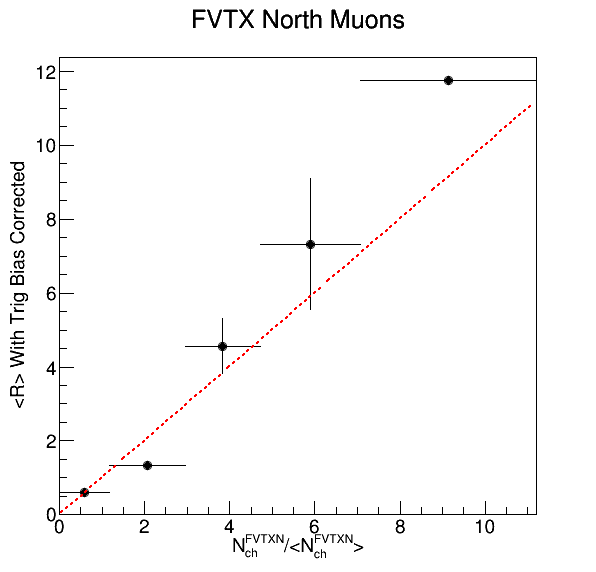 FVTX North Muons
<R> With Trig Bias Corrected
12
10
8
6
4
2
0
0 2 4 6 8 10
N_ch^FVTXN/<N_ch^FVTXN>